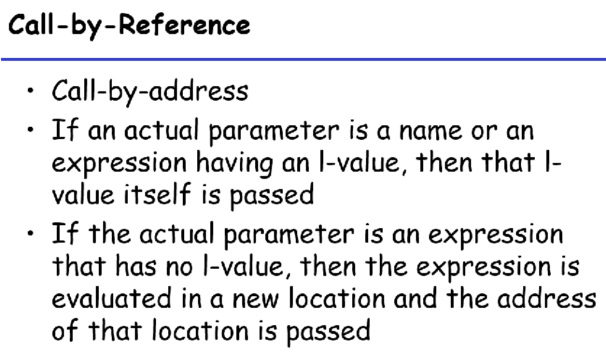 Call-by-Reference
• Call-by-address
• If an actual parameter is a name or an
expression having an l-value, then that l-
value itself is passed
• If the actual parameter is an expression
that has no l-value, then the expression is
evaluated in a new location and the address
of that location is passed